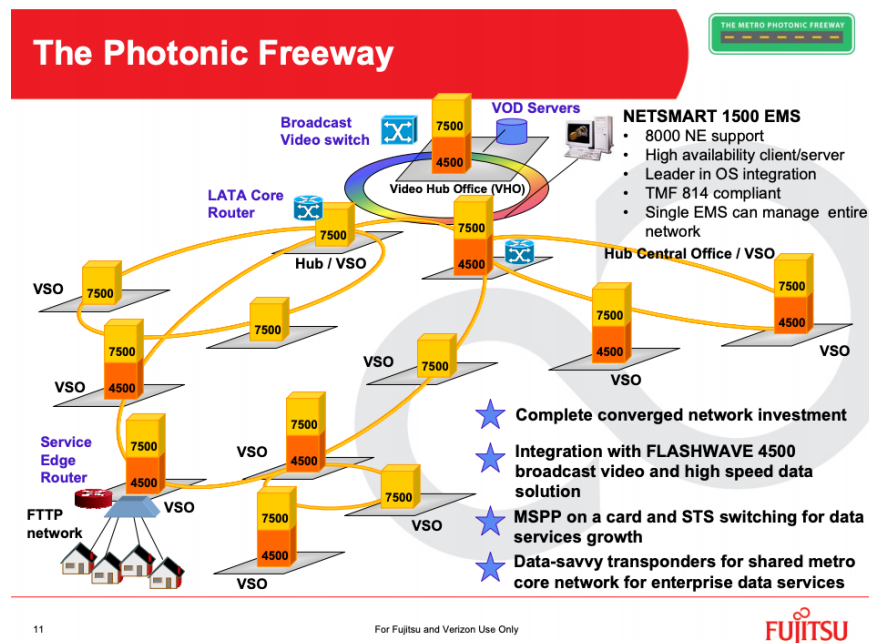 The Photonic Freeway
THE METRO PHOTONIC FREEWAY
Broadcast
Video switch
VOD Servers
7500
4500
Video Hub Office (VHO)
NETSMART 1500 EMS
• 8000 NE support
• High availability client/server
• Leader in OS integration
• TMF 814 compliant
• Single EMS can manage entire
network
LATA Core
Router
7500
Hub / VSO
7500
4500
Hub Central Office / VSO
VSO
7500
7500
7500
4500
VSO
7500
4500
VSO
7500
4500
VSO
VSO
7500
Service
Edge
Router
7500
4500
VSO
FTTP
network
VSO
7500
4500
7500
VSO
7500
4500
VSO
Complete converged network investment
Integration with FLASHWAVE 4500
broadcast video and high speed data
solution
MSPP on a card and STS switching for data
services growth
Data-savvy transponders for shared metro
core network for enterprise data services
11
For Fujitsu and Verizon Use Only
FUJITSU